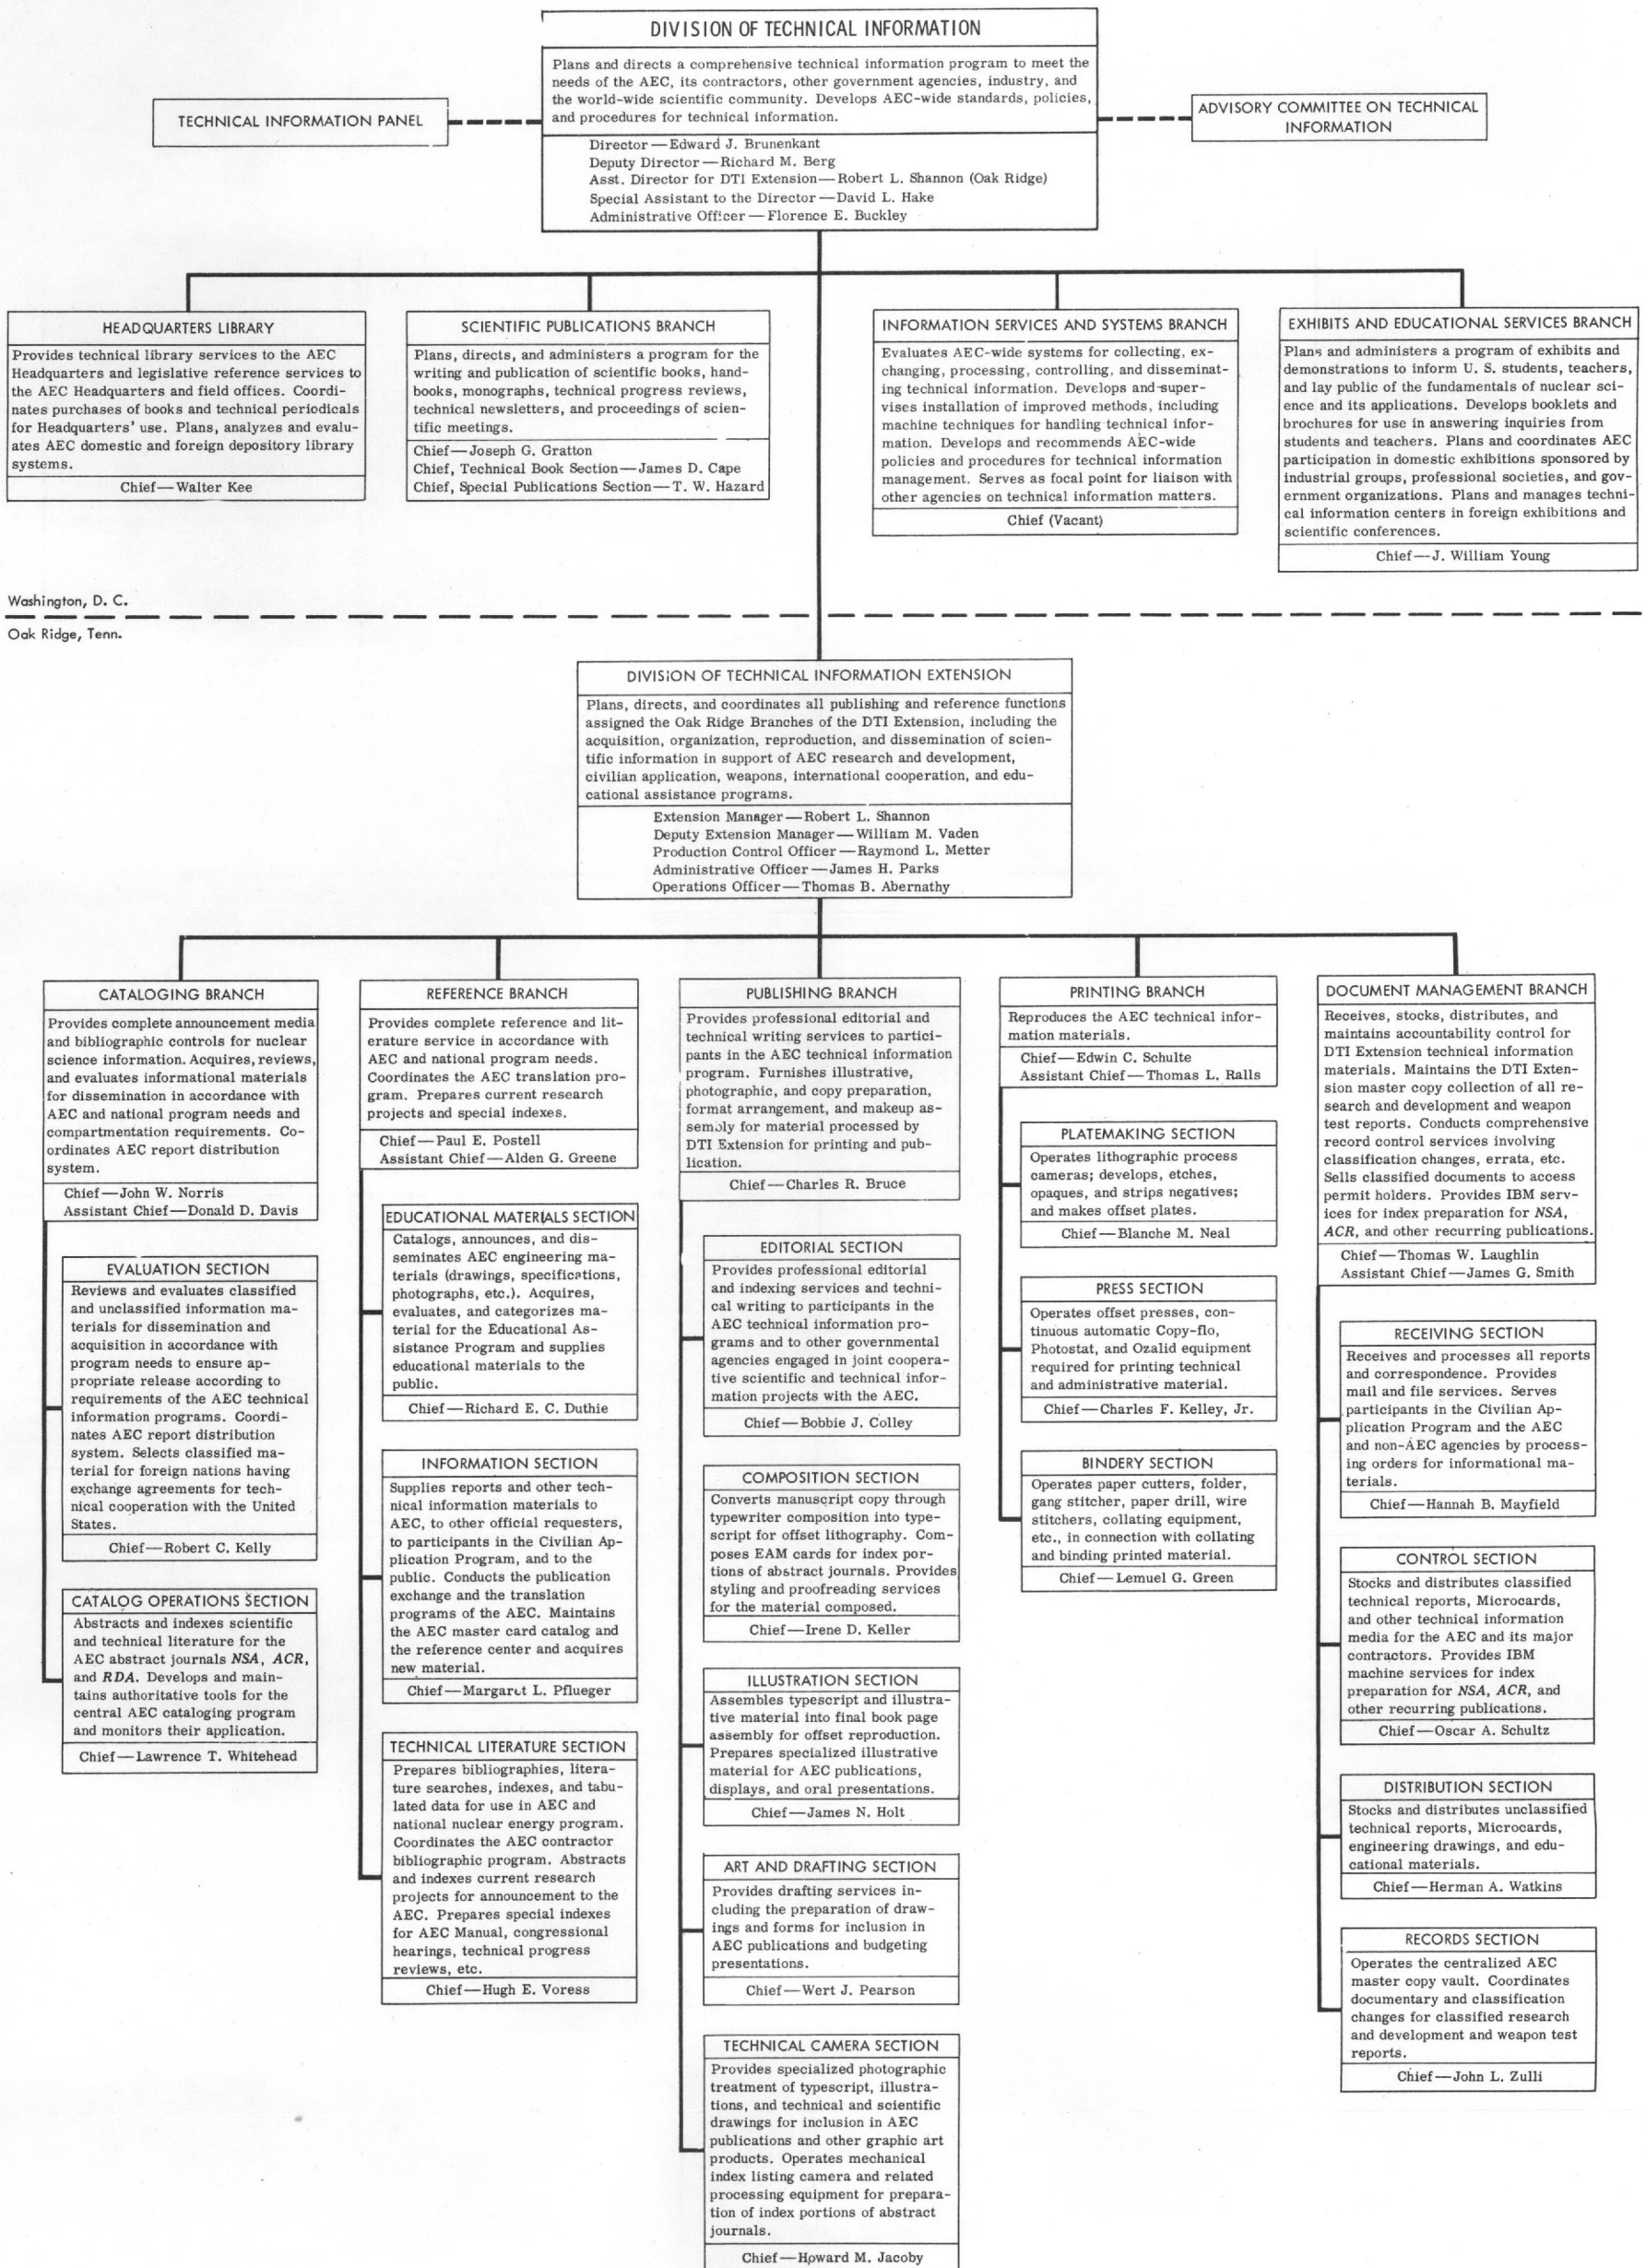 DIVISION OF TECHNICAL INFORMATION
Plans and directs a comprehensive technical information program to meet the
needs of the AEC, its contractors, other government agencies, industry, and
the world-wide scientific community. Develops AEC-wide standards, policies,
and procedures for technical information.
Director—Edward J. Brunenkant
Deputy Director—Richard M. Berg
Asst. Director for DTI Extension—Robert L. Shannon (Oak Ridge)
Special Assistant to the Director—David L. Hake
Administrative Officer—Florence E. Buckley
TECHNICAL INFORMATION PANEL
ADVISORY COMMITTEE ON TECHNICAL
INFORMATION
HEADQUARTERS LIBRARY
Provides technical library services to the AEC
Headquarters and legislative reference services to
the AEC Headquarters and field offices. Coordi-
nates purchases of books and technical periodicals
for Headquarters' use. Plans, analyzes and evalu-
ates AEC domestic and foreign depository library
systems.
Chief—Walter Kee
SCIENTIFIC PUBLICATIONS BRANCH
Plans, directs, and administers a program for the
writing and publication of scientific books, hand-
books, monographs, technical progress reviews,
technical newsletters, and proceedings of scien-
tific meetings.
Chief—Joseph G. Gratton
Chief, Technical Book Section—James D. Cape
Chief, Special Publications Section—T. W. Hazard
INFORMATION SERVICES AND SYSTEMS BRANCH
Evaluates AEC-wide systems for collecting, ex-
changing, processing, controlling, and disseminat-
ing technical information. Develops and super-
vises installation of improved methods, including
machine techniques for handling technical infor-
mation. Develops and recommends AEC-wide
policies and procedures for technical information
management. Serves as focal point for liaison with
other agencies on technical information matters.
Chief (Vacant)
EXHIBITS AND EDUCATIONAL SERVICES BRANCH
Plans and administers a program of exhibits and
demonstrations to inform U. S. students, teachers,
and lay public of the fundamentals of nuclear sci-
ence and its applications. Develops booklets and
brochures for use in answering inquiries from
students and teachers. Plans and coordinates AEC
participation in domestic exhibitions sponsored by
industrial groups, professional societies, and gov-
ernment organizations. Plans and manages techni-
cal information centers in foreign exhibitions and
scientific conferences.
Chief—J. William Young
Washington, D. C.
Oak Ridge, Tenn.
DIVISION OF TECHNICAL INFORMATION EXTENSION
Plans, directs, and coordinates all publishing and reference functions
assigned the Oak Ridge Branches of the DTI Extension, including the
acquisition, organization, reproduction, and dissemination of scien-
tific information in support of AEC research and development,
civilian application, weapons, international cooperation, and edu-
cational assistance programs.
Extension Manager—Robert L. Shannon
Deputy Extension Manager—William M. Vaden
Production Control Officer—Raymond L. Metter
Administrative Officer—James H. Parks
Operations Officer—Thomas B. Abernathy
CATALOGING BRANCH
Provides complete announcement media
and bibliographic controls for nuclear
science information. Acquires, reviews,
and evaluates informational materials
for dissemination in accordance with
AEC and national program needs and
compartmentation requirements. Co-
ordinates AEC report distribution
system.
Chief—John W. Norris
Assistant Chief—Donald D. Davis
EVALUATION SECTION
Reviews and evaluates classified
and unclassified information ma-
terials for dissemination and
acquisition in accordance with
program needs to ensure ap-
propriate release according to
requirements of the AEC technical
information programs. Coordi-
nates AEC report distribution
system. Selects classified ma-
terial for foreign nations having
exchange agreements for tech-
nical cooperation with the United
States.
Chief—Robert C. Kelly
CATALOG OPERATIONS SECTION
Abstracts and indexes scientific
and technical literature for the
AEC abstract journals NSA, ACR,
and RDA. Develops and main-
tains authoritative tools for the
central AEC cataloging program
and monitors their application.
Chief—Lawrence T. Whitehead
REFERENCE BRANCH
Provides complete reference and lit-
erature service in accordance with
AEC and national program needs.
Coordinates the AEC translation pro-
gram. Prepares current research
projects and special indexes.
Chief—Paul E. Postell
Assistant Chief—Alden G. Greene
EDUCATIONAL MATERIALS SECTION
Catalogs, announces, and dis-
seminates AEC engineering ma-
terials (drawings, specifications,
photographs, etc.). Acquires,
evaluates, and categorizes ma-
terial for the Educational As-
sistance Program and supplies
educational materials to the
public.
Chief—Richard E. C. Duthie
INFORMATION SECTION
Supplies reports and other tech-
nical information materials to
AEC, to other official requesters,
to participants in the Civilian Ap-
plication Program, and to the
public. Conducts the publication
exchange and the translation
programs of the AEC. Maintains
the AEC master card catalog and
the reference center and acquires
new material.
Chief—Margaret L. Pflueger
TECHNICAL LITERATURE SECTION
Prepares bibliographies, litera-
ture searches, indexes, and tabu-
lated data for use in AEC and
national nuclear energy program.
Coordinates the AEC contractor
bibliographic program. Abstracts
and indexes current research
projects for announcement to the
AEC. Prepares special indexes
for AEC Manual, congressional
hearings, technical progress
reviews, etc.
Chief—Hugh E. Voress
PUBLISHING BRANCH
Provides professional editorial and
technical writing services to partici-
pants in the AEC technical information
program. Furnishes illustrative,
photographic, and copy preparation,
format arrangement, and makeup as-
sembly for material processed by
DTI Extension for printing and pub-
lication.
Chief—Charles R. Bruce
EDITORIAL SECTION
Provides professional editorial
and indexing services and techni-
cal writing to participants in the
AEC technical information pro-
grams and to other governmental
agencies engaged in joint coopera-
tive scientific and technical infor-
mation projects with the AEC.
Chief—Bobbie J. Colley
COMPOSITION SECTION
Converts manuscript copy through
typewriter composition into type-
script for offset lithography. Com-
poses EAM cards for index por-
tions of abstract journals. Provides
styling and proofreading services
for the material composed.
Chief—Irene D. Keller
ILLUSTRATION SECTION
Assembles typescript and illustra-
tive material into final book page
assembly for offset reproduction.
Prepares specialized illustrative
material for AEC publications,
displays, and oral presentations.
Chief—James N. Holt
ART AND DRAFTING SECTION
Provides drafting services in-
cluding the preparation of draw-
ings and forms for inclusion in
AEC publications and budgeting
presentations.
Chief—Wert J. Pearson
TECHNICAL CAMERA SECTION
Provides specialized photographic
treatment of typescript, illustra-
tions, and technical and scientific
drawings for inclusion in AEC
publications and other graphic art
products. Operates mechanical
index listing camera and related
processing equipment for prepara-
tion of index portions of abstract
journals.
Chief—Howard M. Jacoby
PRINTING BRANCH
Reproduces the AEC technical infor-
mation materials.
Chief—Edwin C. Schulte
Assistant Chief—Thomas L. Ralls
PLATEMAKING SECTION
Operates lithographic process
cameras; develops, etches,
opaques, and strips negatives;
and makes offset plates.
Chief—Blanche M. Neal
PRESS SECTION
Operates offset presses, con-
tinuous automatic Copy-flo,
Photostat, and Ozalid equipment
required for printing technical
and administrative material.
Chief—Charles F. Kelley, Jr.
BINDERY SECTION
Operates paper cutters, folder,
gang stitcher, paper drill, wire
stitchers, collating equipment,
etc., in connection with collating
and binding printed material.
Chief—Lemuel G. Green
DOCUMENT MANAGEMENT BRANCH
Receives, stocks, distributes, and
maintains accountability control for
DTI Extension technical information
materials. Maintains the DTI Exten-
sion master copy collection of all re-
search and development and weapon
test reports. Conducts comprehensive
record control services involving
classification changes, errata, etc.
Sells classified documents to access
permit holders. Provides IBM serv-
ices for index preparation for NSA,
ACR, and other recurring publications.
Chief—Thomas W. Laughlin
Assistant Chief—James G. Smith
RECEIVING SECTION
Receives and processes all reports
and correspondence. Provides
mail and file services. Serves
participants in the Civilian Ap-
plication Program and the AEC
and non-AEC agencies by process-
ing orders for informational ma-
terials.
Chief—Hannah B. Mayfield
CONTROL SECTION
Stocks and distributes classified
technical reports, Microcards,
and other technical information
media for the AEC and its major
contractors. Provides IBM
machine services for index
preparation for NSA, ACR, and
other recurring publications.
Chief—Oscar A. Schultz
DISTRIBUTION SECTION
Stocks and distributes unclassified
technical reports, Microcards,
engineering drawings, and edu-
cational materials.
Chief—Herman A. Watkins
RECORDS SECTION
Operates the centralized AEC
master copy vault. Coordinates
documentary and classification
changes for classified research
and development and weapon test
reports.
Chief—John L. Zulli